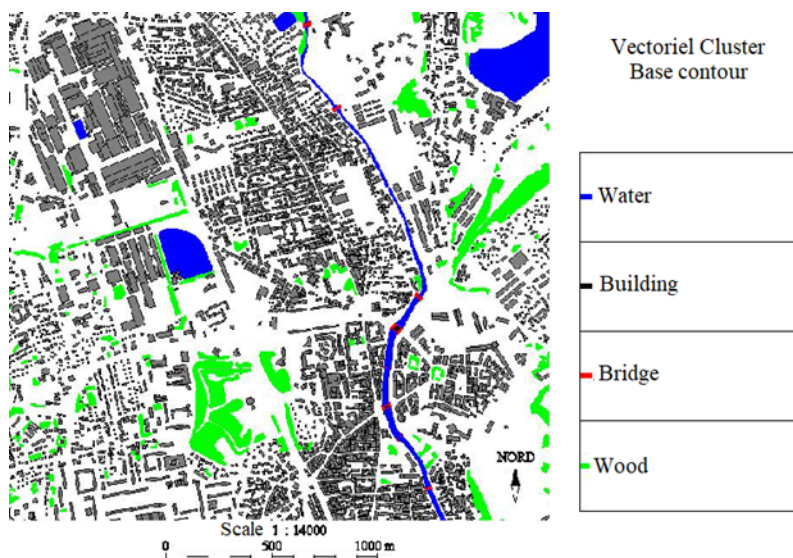 Vectoriel Cluster
Base contour
Water
Building
Bridge
Wood
NORD
Scale 1 : 14000
0 500 1000 m